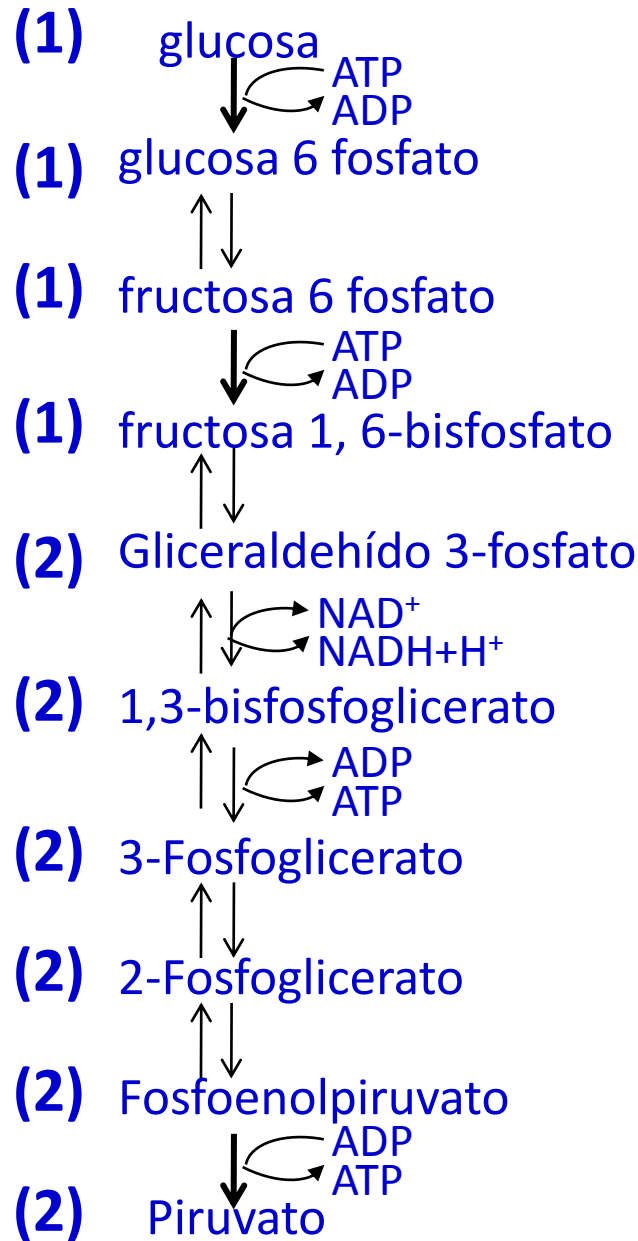 (1) glucosa
ATP
ADP
(1) glucosa 6 fosfato
(1) fructosa 6 fosfato
ATP
ADP
(1) fructosa 1, 6-bisfosfato
(2) Gliceraldehído 3-fosfato
NAD⁺
NADH+H⁺
(2) 1,3-bisfosfoglicerato
ADP
ATP
(2) 3-Fosfoglicerato
(2) 2-Fosfoglicerato
(2) Fosfoenolpiruvato
ADP
ATP
(2) Piruvato